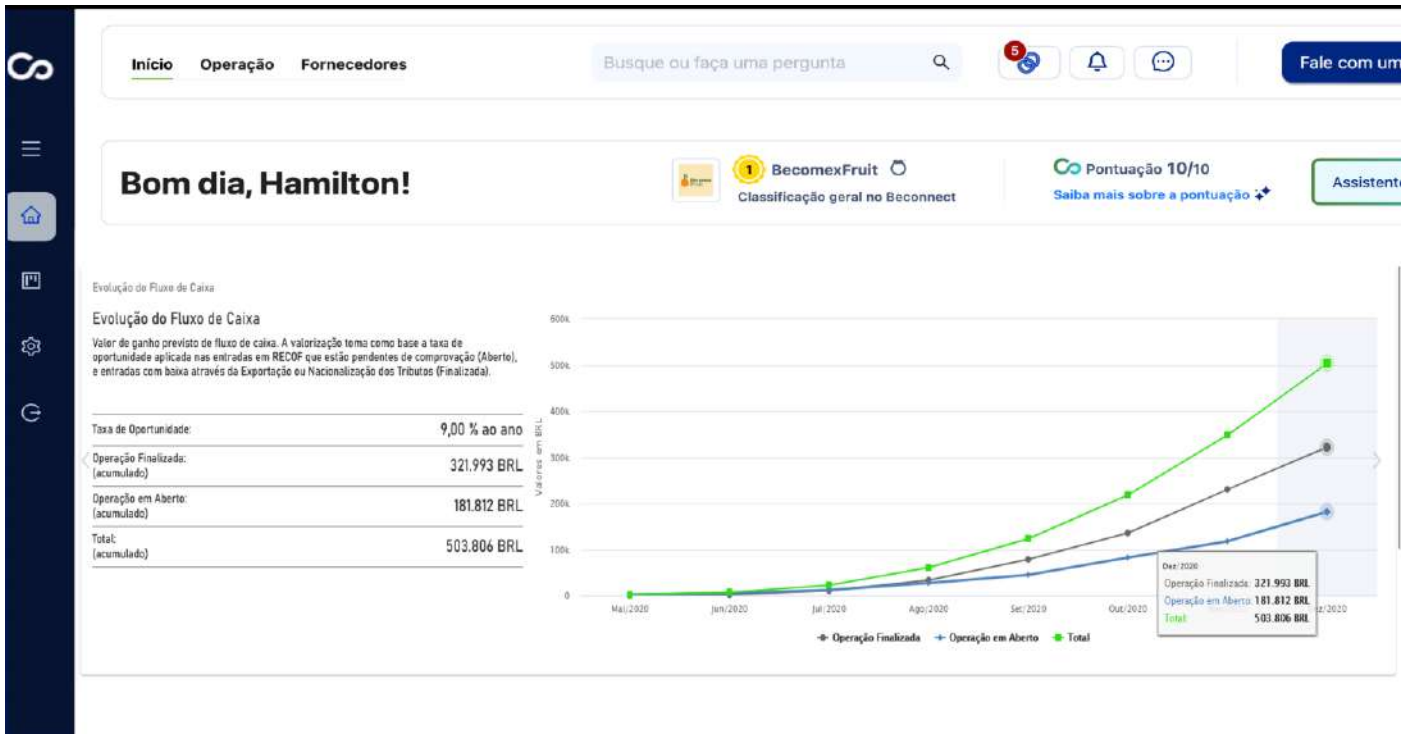 Início Operação Fornecedores
Busque ou faça uma pergunta
5
Fale com um
Bom dia, Hamilton!
1 BecomexFruit
Classificação geral no Beconnect
Pontuação 10/10
Saiba mais sobre a pontuação
Assistent
Evolução do Fluxo de Caixa
Evolução do Fluxo de Caixa
Valor de ganho previsto de fluxo de caixa. A valorização toma como base a taxa de
oportunidade aplicada nas entradas em RECOF que estão pendentes de comprovação (Aberto),
e entradas com baixa através da Exportação ou Nacionalização dos Tributos (Finalizada).
Taxa de Oportunidade: 9,00 % ao ano
Operação Finalizada: 321.993 BRL
(acumulado)
Operação em Aberto: 181.812 BRL
(acumulado)
Total: 503.806 BRL
(acumulado)
Valores em BRL
600k
500k
400k
300k
200k
100k
0
Mai/2020 Jun/2020 Jul/2020 Ago/2020 Set/2020 Out/2020 ez/2020
Dez/2020
Operação Finalizada: 321.993 BRL
Operação em Aberto: 181.812 BRL
Total: 503.806 BRL
Operação Finalizada Operação em Aberto Total